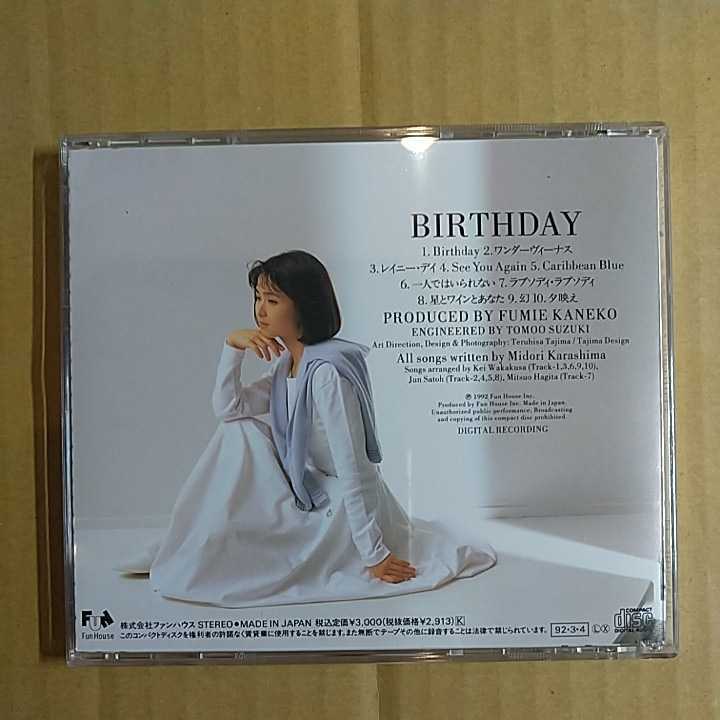 BIRTHDAY
1. Birthday 2. ワンダーヴィーナス
3. レイニー・デイ 4. See You Again 5. Caribbean Blue
6. 一人ではいられない 7. ラプソディ・ラプソディ
8. 星とワインとあなた 9. 幻 10. 夕映え
PRODUCED BY FUMIE KANEKO
ENGINEERED BY TOMOO SUZUKI
Art Direction, Design & Photography: Teruhisa Tajima / Tajima Design
All songs written by Midori Karashima
Songs arranged by Kei Wakakusa (Track-1,3,6,9,10),
Jun Satoh (Track-2,4,5,8), Mitsuo Hagita (Track-7)
Ⓟ 1992 Fun House Inc.
Produced by Fun House Inc. Made in Japan.
Unauthorized public performance, Broadcasting
and copying of this compact disc prohibited.
DIGITAL RECORDING
FUN
Fun House
株式会社ファンハウス STEREO●MADE IN JAPAN 税込定価¥3,000(税抜価格¥2,913) K
このコンパクトディスクを権利者の許諾なく賃貸業に使用することを禁じます。また無断でテープその他に録音することは法律で禁じられています。
92・3・4 LX
COMPACT
disc
DIGITAL AUDIO